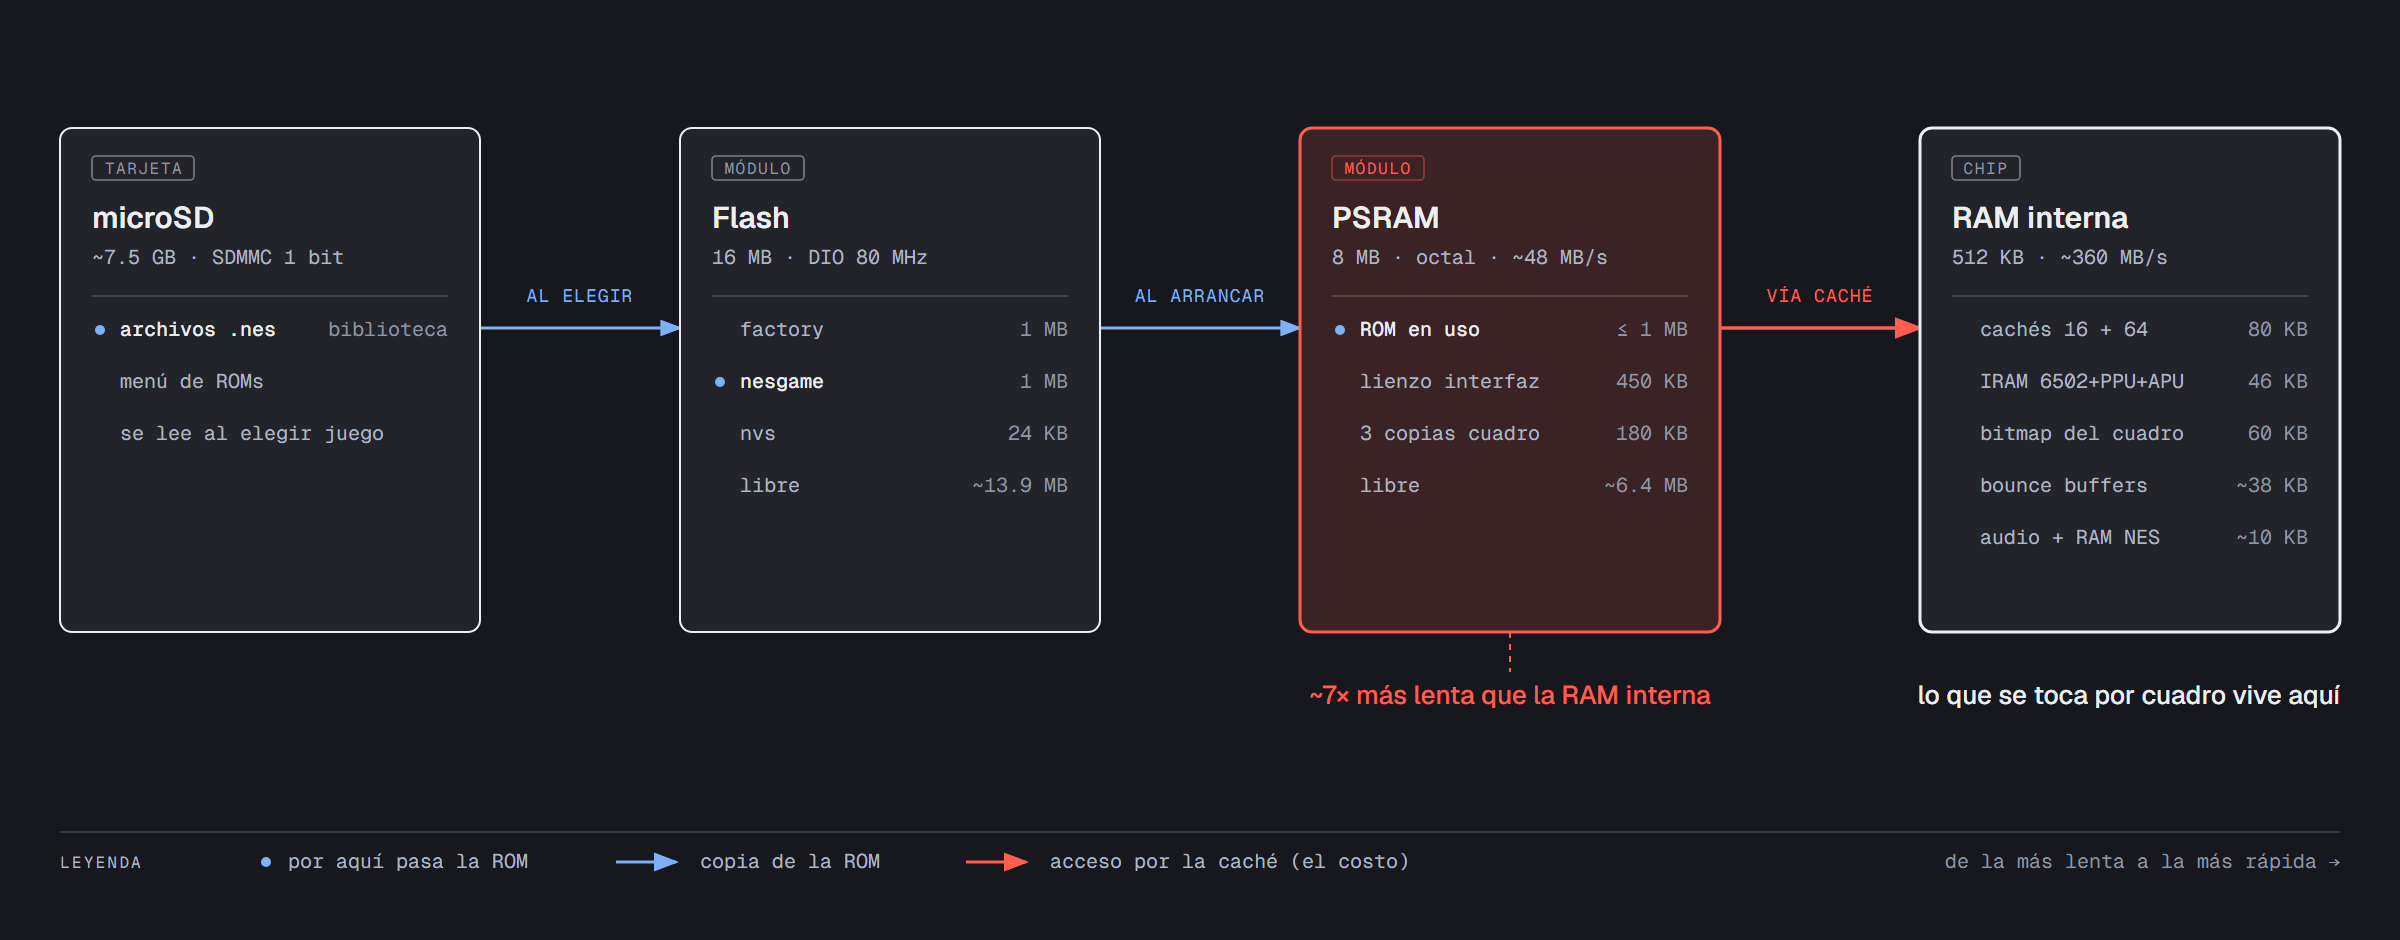 TARJETA
microSD
~7.5 GB · SDMMC 1 bit
archivos .nes biblioteca
menú de ROMs
se lee al elegir juego
AL ELEGIR
MÓDULO
Flash
16 MB · DIO 80 MHz
factory 1 MB
nesgame 1 MB
nvs 24 KB
libre ~13.9 MB
AL ARRANCAR
MÓDULO
PSRAM
8 MB · octal · ~48 MB/s
ROM en uso ≤ 1 MB
lienzo interfaz 450 KB
3 copias cuadro 180 KB
libre ~6.4 MB
~7× más lenta que la RAM interna
VÍA CACHÉ
CHIP
RAM interna
512 KB · ~360 MB/s
cachés 16 + 64 80 KB
IRAM 6502+PPU+APU 46 KB
bitmap del cuadro 60 KB
bounce buffers ~38 KB
audio + RAM NES ~10 KB
lo que se toca por cuadro vive aquí
LEYENDA
por aquí pasa la ROM
copia de la ROM
acceso por la caché (el costo)
de la más lenta a la más rápida →